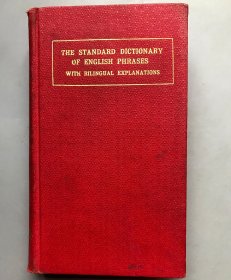 THE STANDARD DICTIONARY
OF ENGLISH PHRASES
WITH BILINGUAL EXPLANATIONS